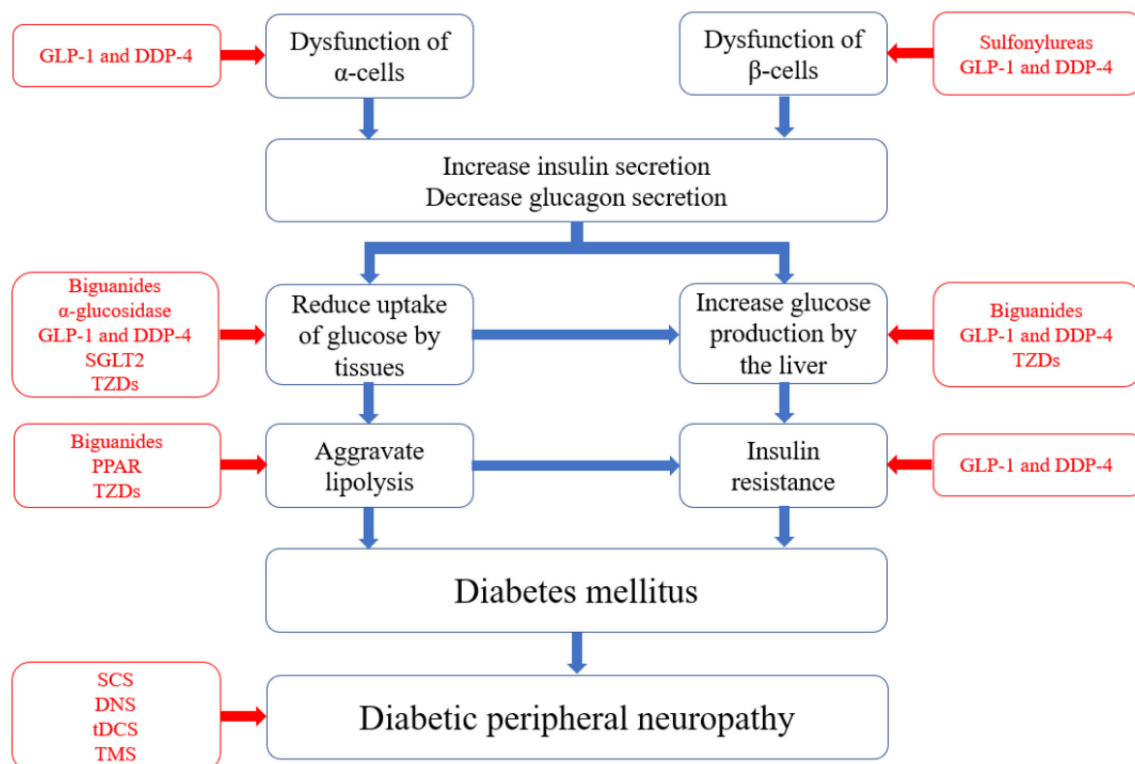 GLP-1 and DDP-4
Dysfunction of
α-cells
Dysfunction of
β-cells
Sulfonylureas
GLP-1 and DDP-4
Increase insulin secretion
Decrease glucagon secretion
Biguanides
α-glucosidase
GLP-1 and DDP-4
SGLT2
TZDs
Reduce uptake
of glucose by
tissues
Increase glucose
production by
the liver
Biguanides
GLP-1 and DDP-4
TZDs
Biguanides
PPAR
TZDs
Aggravate
lipolysis
Insulin
resistance
GLP-1 and DDP-4
Diabetes mellitus
SCS
DNS
tDCS
TMS
Diabetic peripheral neuropathy